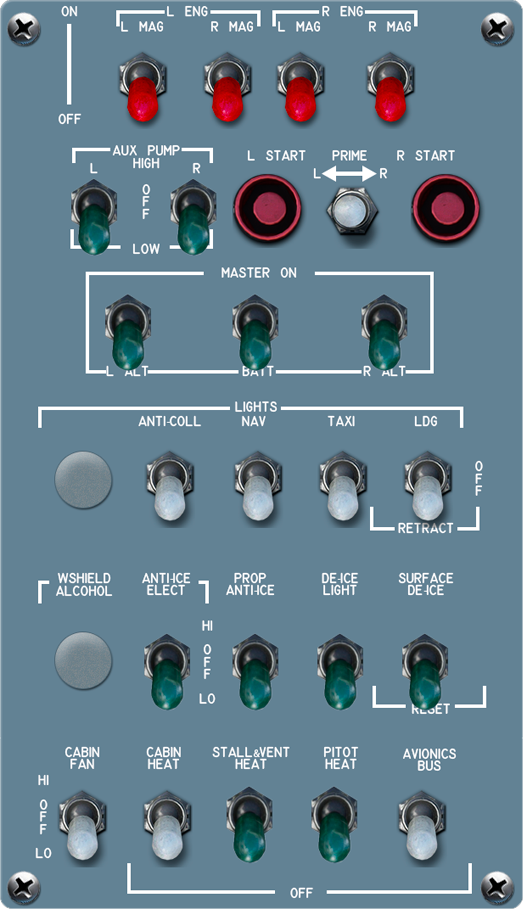 ON
L ENG
R ENG
L MAG
R MAG
L MAG
R MAG
OFF
AUX PUMP
HIGH
L
R
OFF
LOW
L START
PRIME
R START
L
R
MASTER ON
L ALT
BATT
R ALT
LIGHTS
ANTI-COLL
NAV
TAXI
LDG
OFF
RETRACT
WSHIELD
ALCOHOL
ANTI-ICE
ELECT
PROP
ANTI-ICE
DE-ICE
LIGHT
SURFACE
DE-ICE
HI
OFF
LO
RESET
CABIN
FAN
CABIN
HEAT
STALL&VENT
HEAT
PITOT
HEAT
AVIONICS
BUS
HI
OFF
LO
OFF